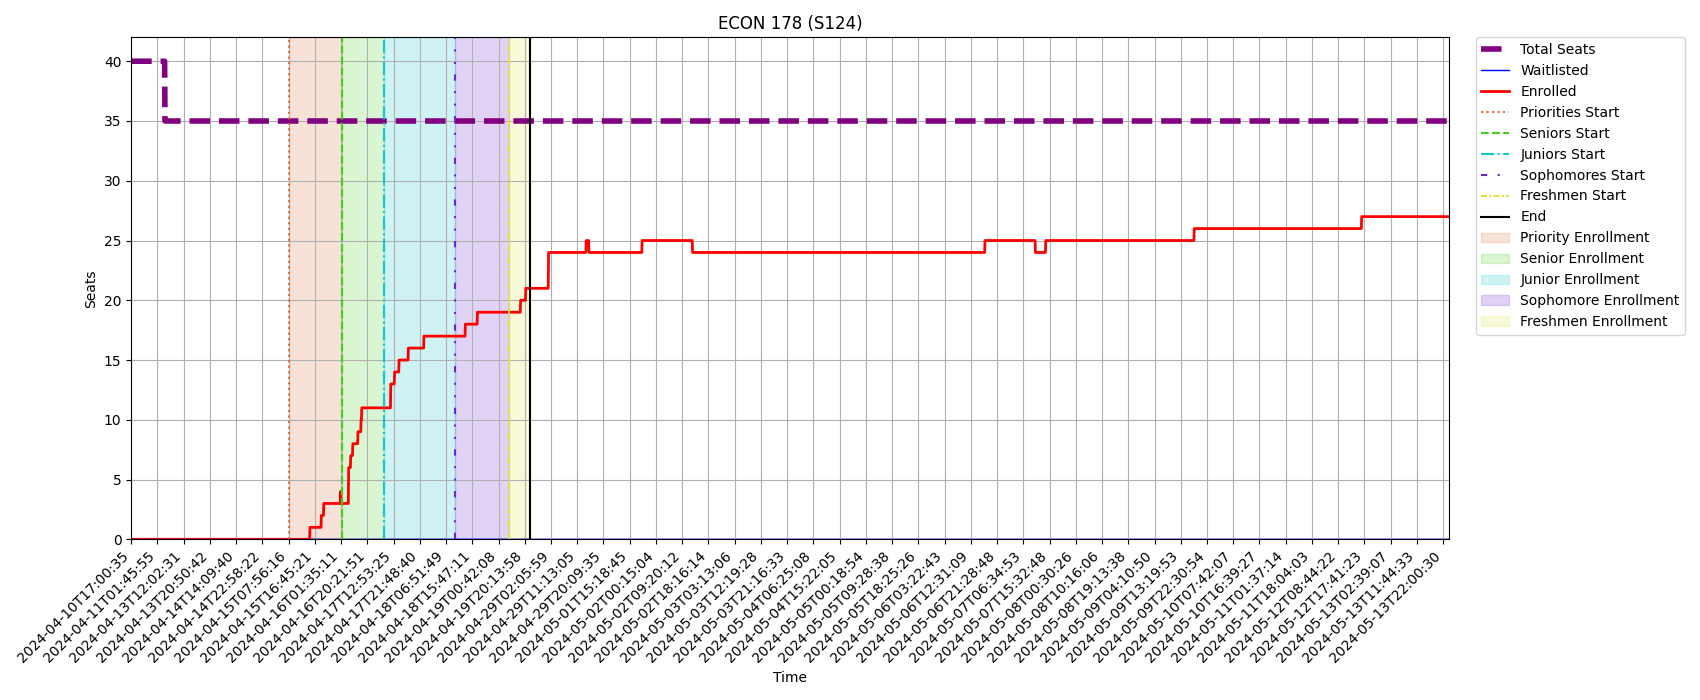 ECON 178 (S124)
Seats
40
35
30
25
20
15
10
5
0
2024-04-10T17:00:35
2024-04-11T01:45:55
2024-04-13T12:02:31
2024-04-13T20:50:42
2024-04-14T14:09:40
2024-04-14T22:58:22
2024-04-15T07:56:16
2024-04-15T16:45:21
2024-04-16T01:35:11
2024-04-16T20:21:51
2024-04-17T12:53:25
2024-04-17T21:48:40
2024-04-18T06:51:49
2024-04-18T15:47:11
2024-04-19T00:42:08
2024-04-19T20:13:58
2024-04-29T02:05:59
2024-04-29T11:13:05
2024-04-29T20:09:35
2024-05-01T15:18:45
2024-05-02T00:15:04
2024-05-02T09:20:12
2024-05-02T18:16:14
2024-05-03T03:13:06
2024-05-03T12:19:28
2024-05-03T21:16:33
2024-05-04T06:25:08
2024-05-04T15:22:05
2024-05-05T00:18:54
2024-05-05T09:28:38
2024-05-05T18:25:26
2024-05-06T03:22:43
2024-05-06T12:31:09
2024-05-06T21:28:48
2024-05-07T06:34:53
2024-05-07T15:32:48
2024-05-08T00:30:26
2024-05-08T10:16:06
2024-05-08T19:13:38
2024-05-09T04:10:50
2024-05-09T13:19:53
2024-05-09T22:30:54
2024-05-10T07:42:07
2024-05-10T16:39:27
2024-05-11T01:37:14
2024-05-11T18:04:03
2024-05-12T08:44:22
2024-05-12T17:41:23
2024-05-13T02:39:07
2024-05-13T11:44:33
2024-05-13T22:00:30
Time
Total Seats
Waitlisted
Enrolled
Priorities Start
Seniors Start
Juniors Start
Sophomores Start
Freshmen Start
End
Priority Enrollment
Senior Enrollment
Junior Enrollment
Sophomore Enrollment
Freshmen Enrollment